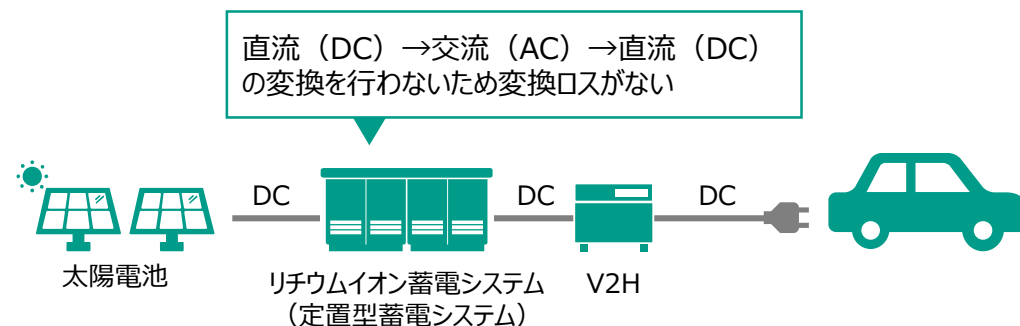 直流（DC）→交流（AC）→直流（DC）
の変換を行わないため変換ロスがない
DC
DC
DC
太陽電池
リチウムイオン蓄電システム
（定置型蓄電システム）
V2H